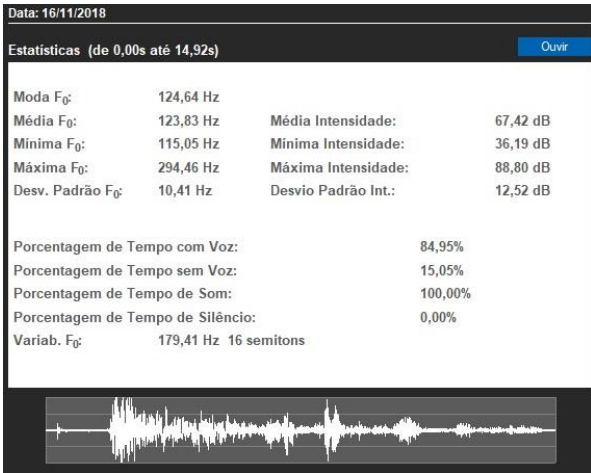 Data: 16/11/2018
Estatísticas (de 0,00s até 14,92s) Ouvir
Moda F0: 124,64 Hz
Média F0: 123,83 Hz Média Intensidade: 67,42 dB
Mínima F0: 115,05 Hz Mínima Intensidade: 36,19 dB
Máxima F0: 294,46 Hz Máxima Intensidade: 88,80 dB
Desv. Padrão F0: 10,41 Hz Desvio Padrão Int.: 12,52 dB
Porcentagem de Tempo com Voz: 84,95%
Porcentagem de Tempo sem Voz: 15,05%
Porcentagem de Tempo de Som: 100,00%
Porcentagem de Tempo de Silêncio: 0,00%
Variab. F0: 179,41 Hz 16 semitons